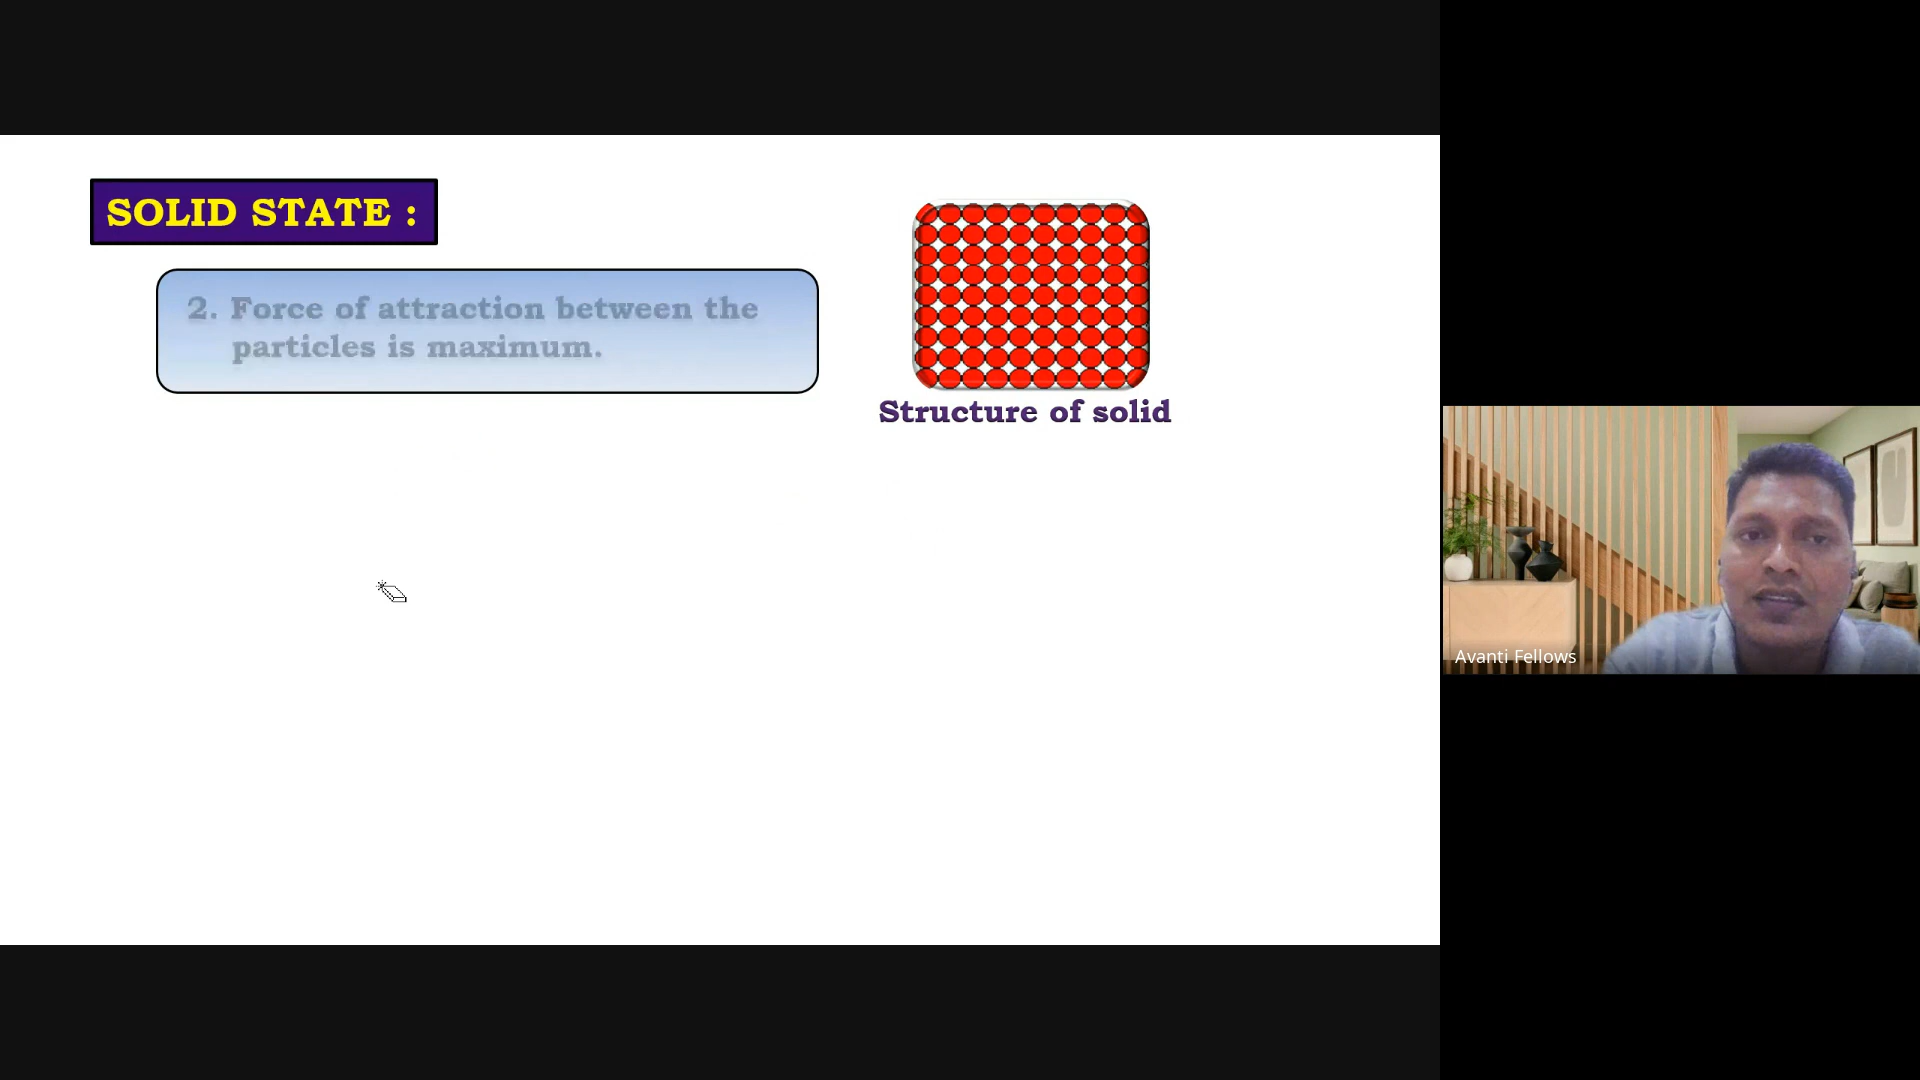 SOLID STATE :
2. Force of attraction between the
particles is maximum.
Structure of solid
Avanti Fellows